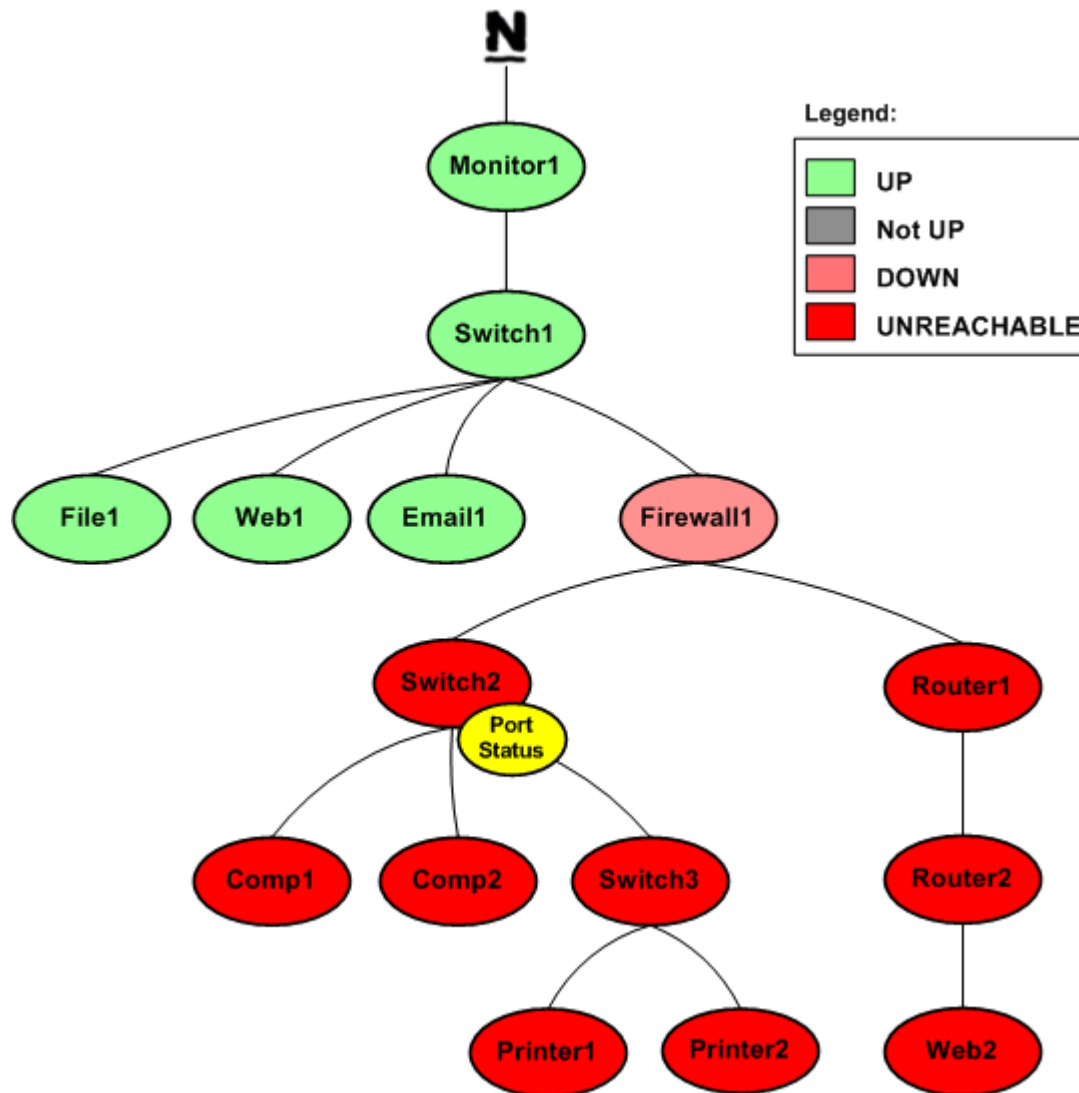 N
Monitor1
Legend:
UP
Not UP
DOWN
UNREACHABLE
Switch1
File1
Web1
Email1
Firewall1
Switch2
Port
Status
Router1
Comp1
Comp2
Switch3
Router2
Printer1
Printer2
Web2